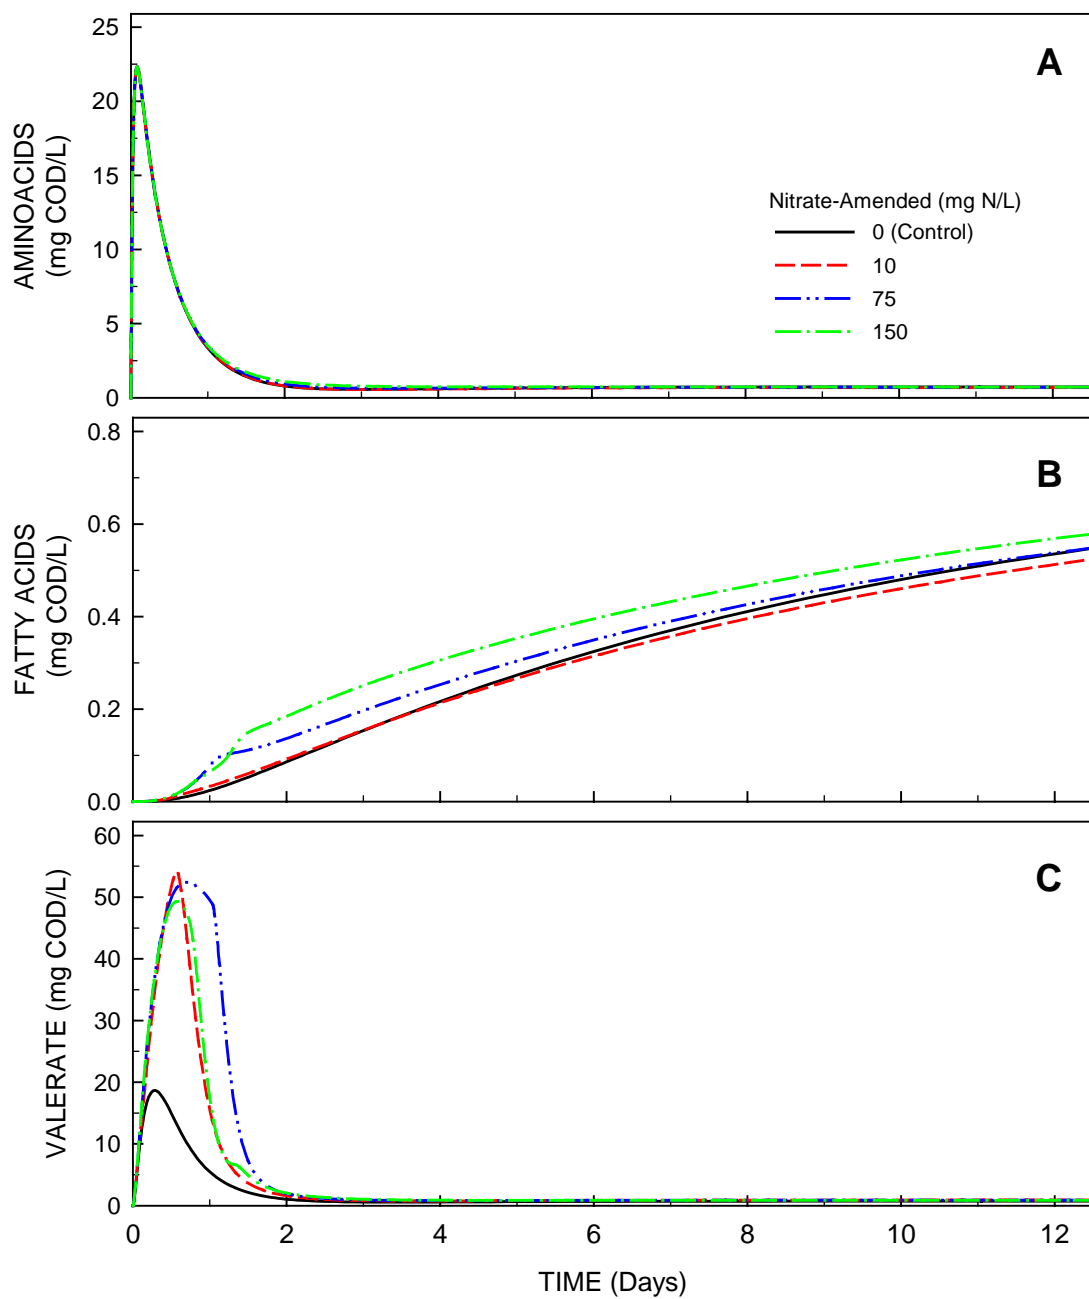 25
A
20
AMINOACIDS
(mg COD/L)
15
Nitrate-Amended (mg N/L)
0 (Control)
10
10
75
5
150
0
0.8
B
0.6
FATTY ACIDS
(mg COD/L)
0.4
0.2
0.0
60
C
50
40
VALERATE (mg COD/L)
30
20
10
0
0 2 4 6 8 10 12
TIME (Days)